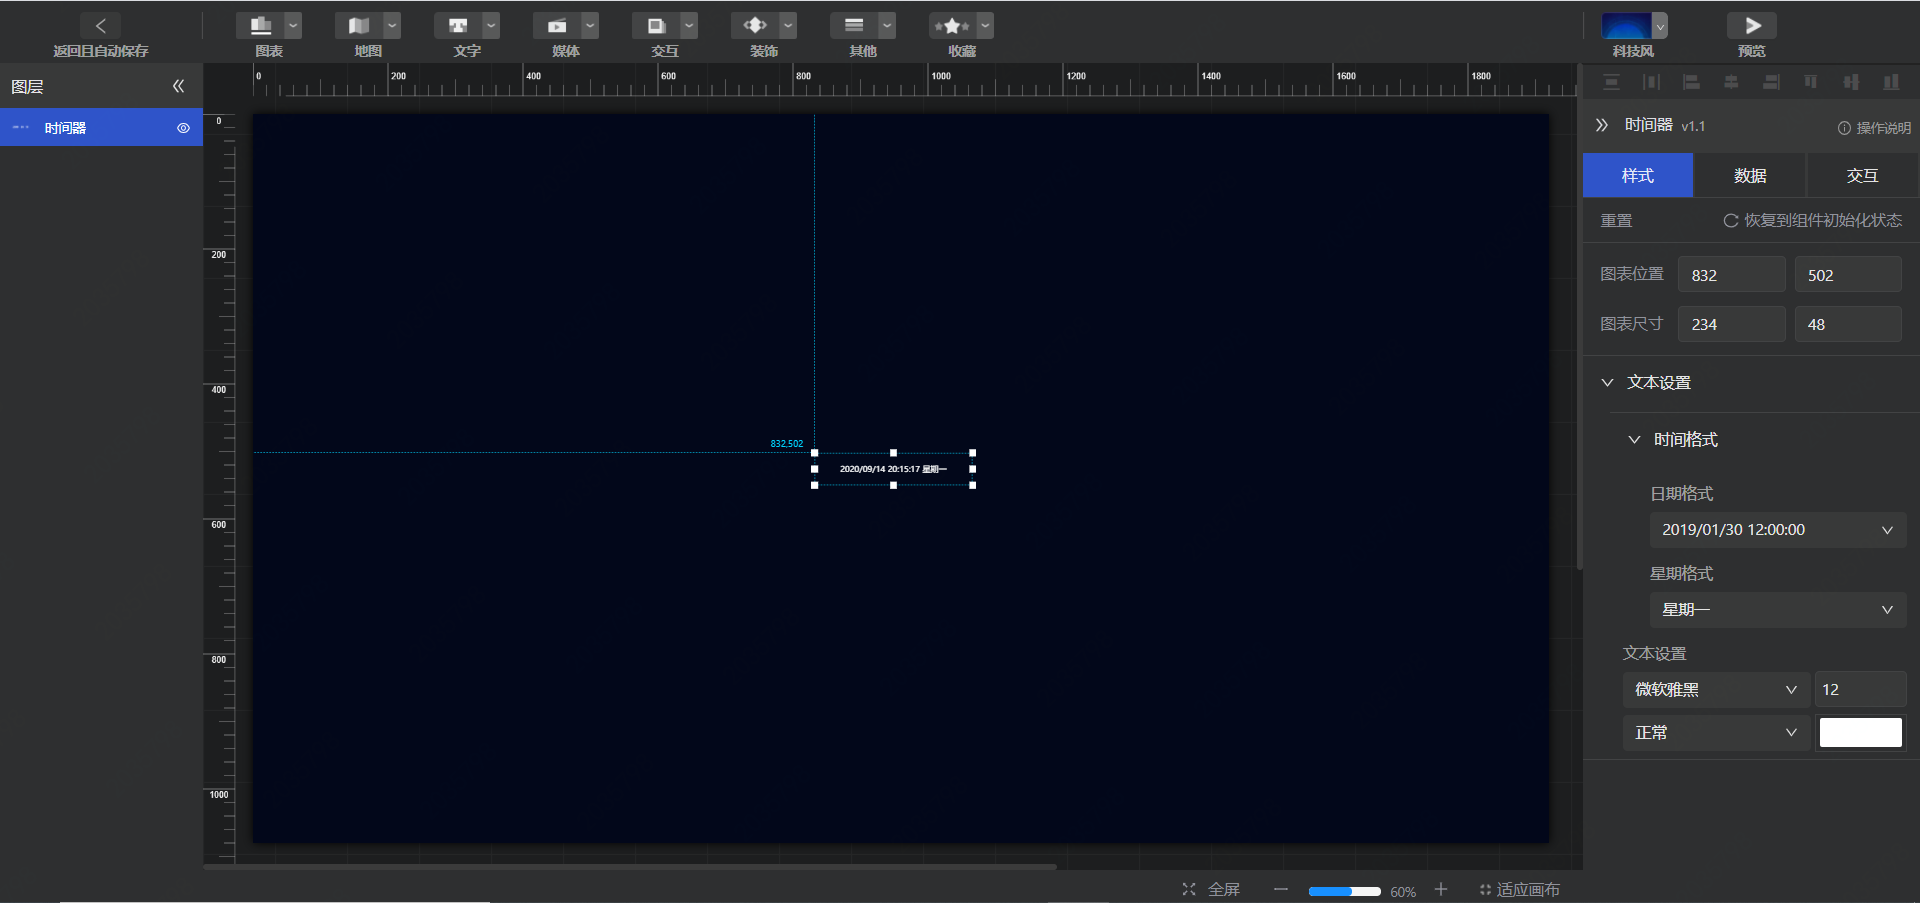 返回且自动保存
图表
地图
文字
媒体
交互
装饰
其他
收藏
科技风
预览
图层
时间器
0 200 400 600 800 1000 1200 1400 1600 1800
0
200
400
600
800
1000
832,502
2020/09/14 20:15:17 星期一
时间器 v1.1
操作说明
样式 数据 交互
重置 恢复到组件初始化状态
图表位置 832 502
图表尺寸 234 48
文本设置
时间格式
日期格式
2019/01/30 12:00:00
星期格式
星期一
文本设置
微软雅黑 12
正常
全屏 60% 适应画布